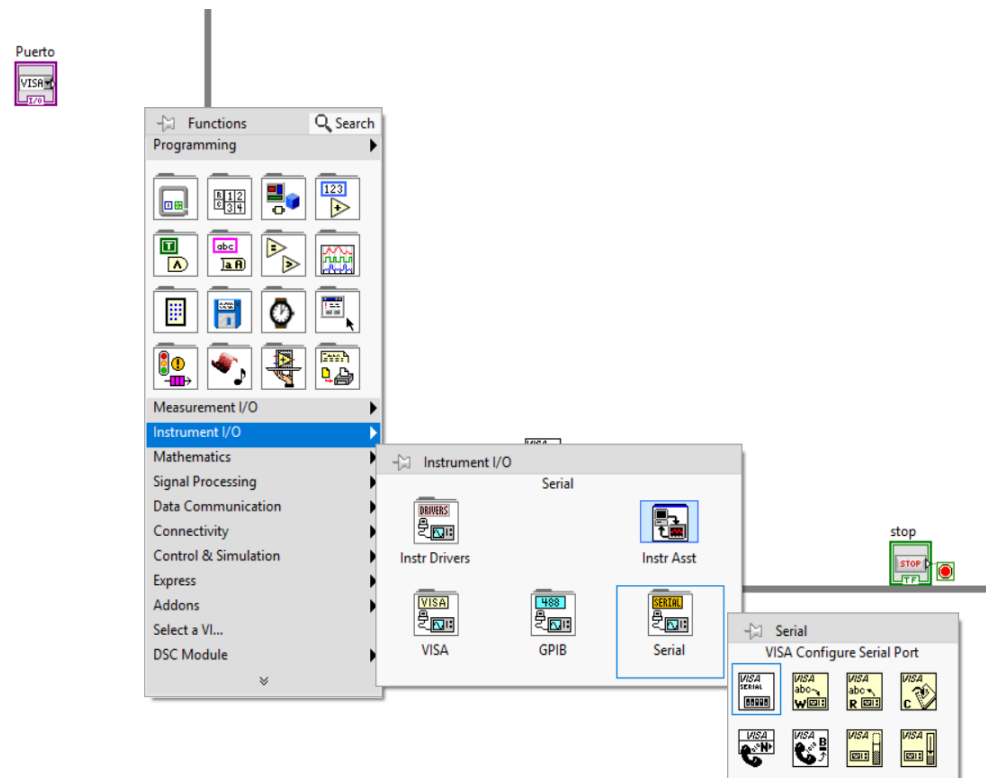 Puerto
VISA
I/O
Functions
Search
Programming
123
abc
Measurement I/O
Instrument I/O
Mathematics
Signal Processing
Data Communication
Connectivity
Control & Simulation
Express
Addons
Select a VI...
DSC Module
Instrument I/O
Serial
DRIVERS
Instr Drivers
Instr Asst
VISA
488
SERIAL
VISA
GPIB
Serial
stop
STOP
TF
Serial
VISA Configure Serial Port
VISA SERIAL
VISA abc W
VISA abc R
VISA C
VISA N
VISA B
VISA
VISA